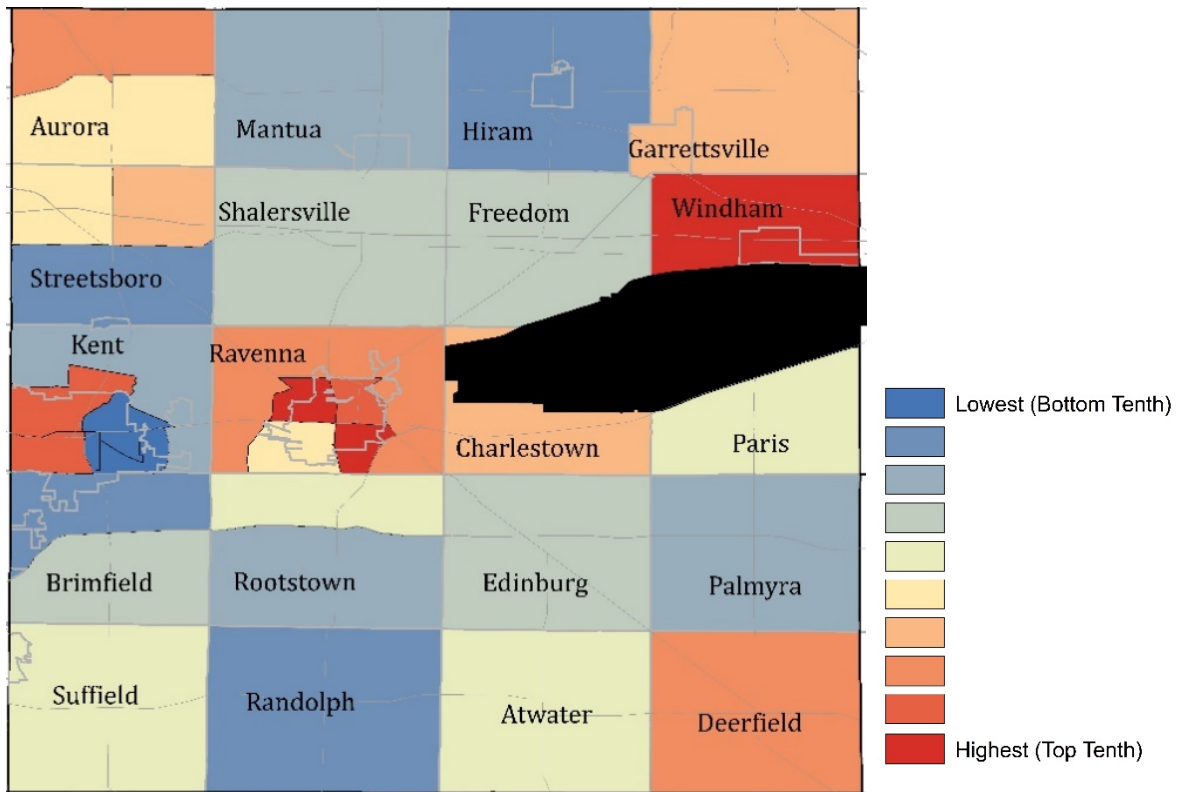 Aurora
Mantua
Hiram
Garrettsville
Shalersville
Freedom
Windham
Streetsboro
Kent
Ravenna
Charlestown
Paris
Brimfield
Rootstown
Edinburg
Palmyra
Suffield
Randolph
Atwater
Deerfield
Lowest (Bottom Tenth)
Highest (Top Tenth)